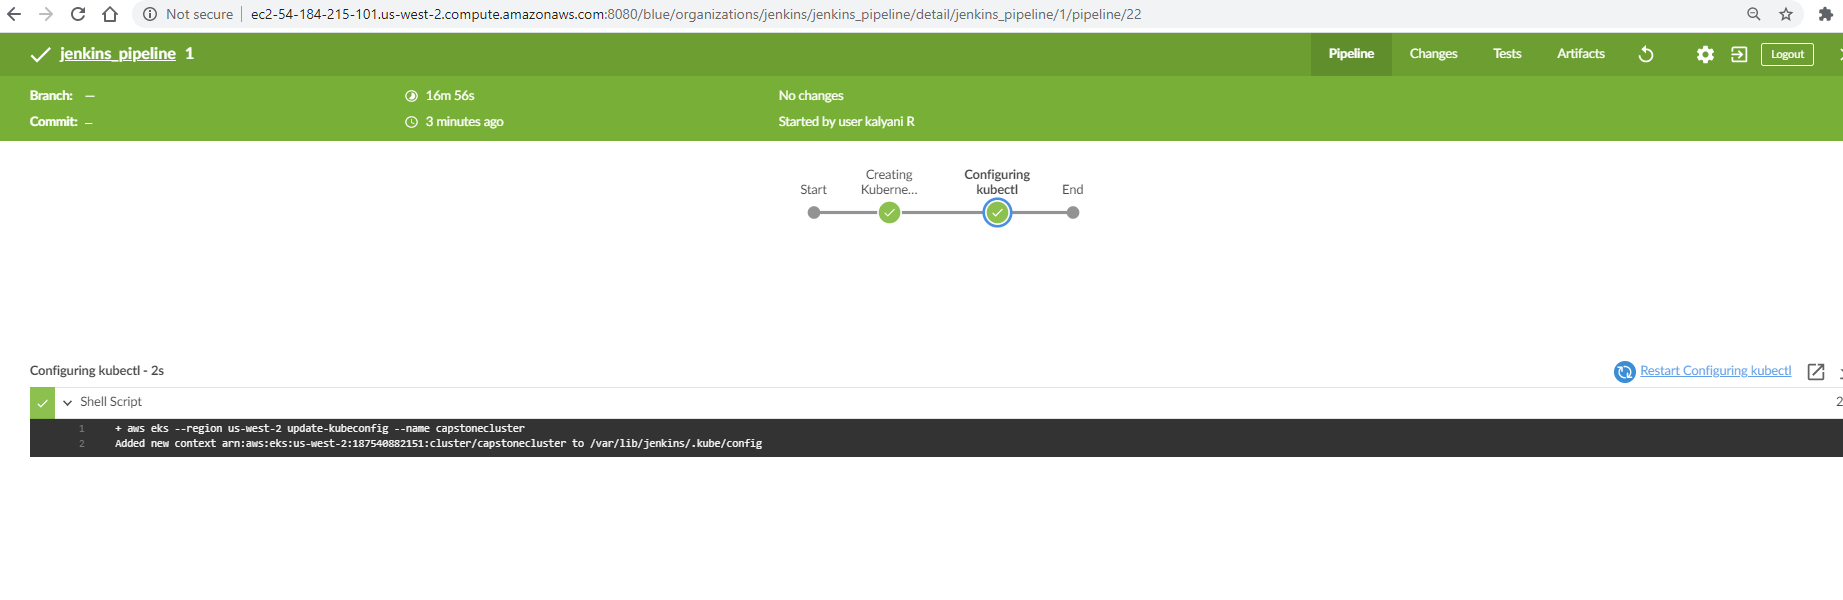 Not secure ec2-54-184-215-101.us-west-2.compute.amazonaws.com:8080/blue/organizations/jenkins/jenkins_pipeline/detail/jenkins_pipeline/1/pipeline/22
jenkins_pipeline 1 Pipeline Changes Tests Artifacts Logout
Branch: — 16m 56s No changes
Commit: – 3 minutes ago Started by user kalyani R
Start Creating Kuberne... Configuring kubectl End
Configuring kubectl - 2s Restart Configuring kubectl
Shell Script 2
1 + aws eks --region us-west-2 update-kubeconfig --name capstonecluster
2 Added new context arn:aws:eks:us-west-2:187540882151:cluster/capstonecluster to /var/lib/jenkins/.kube/config